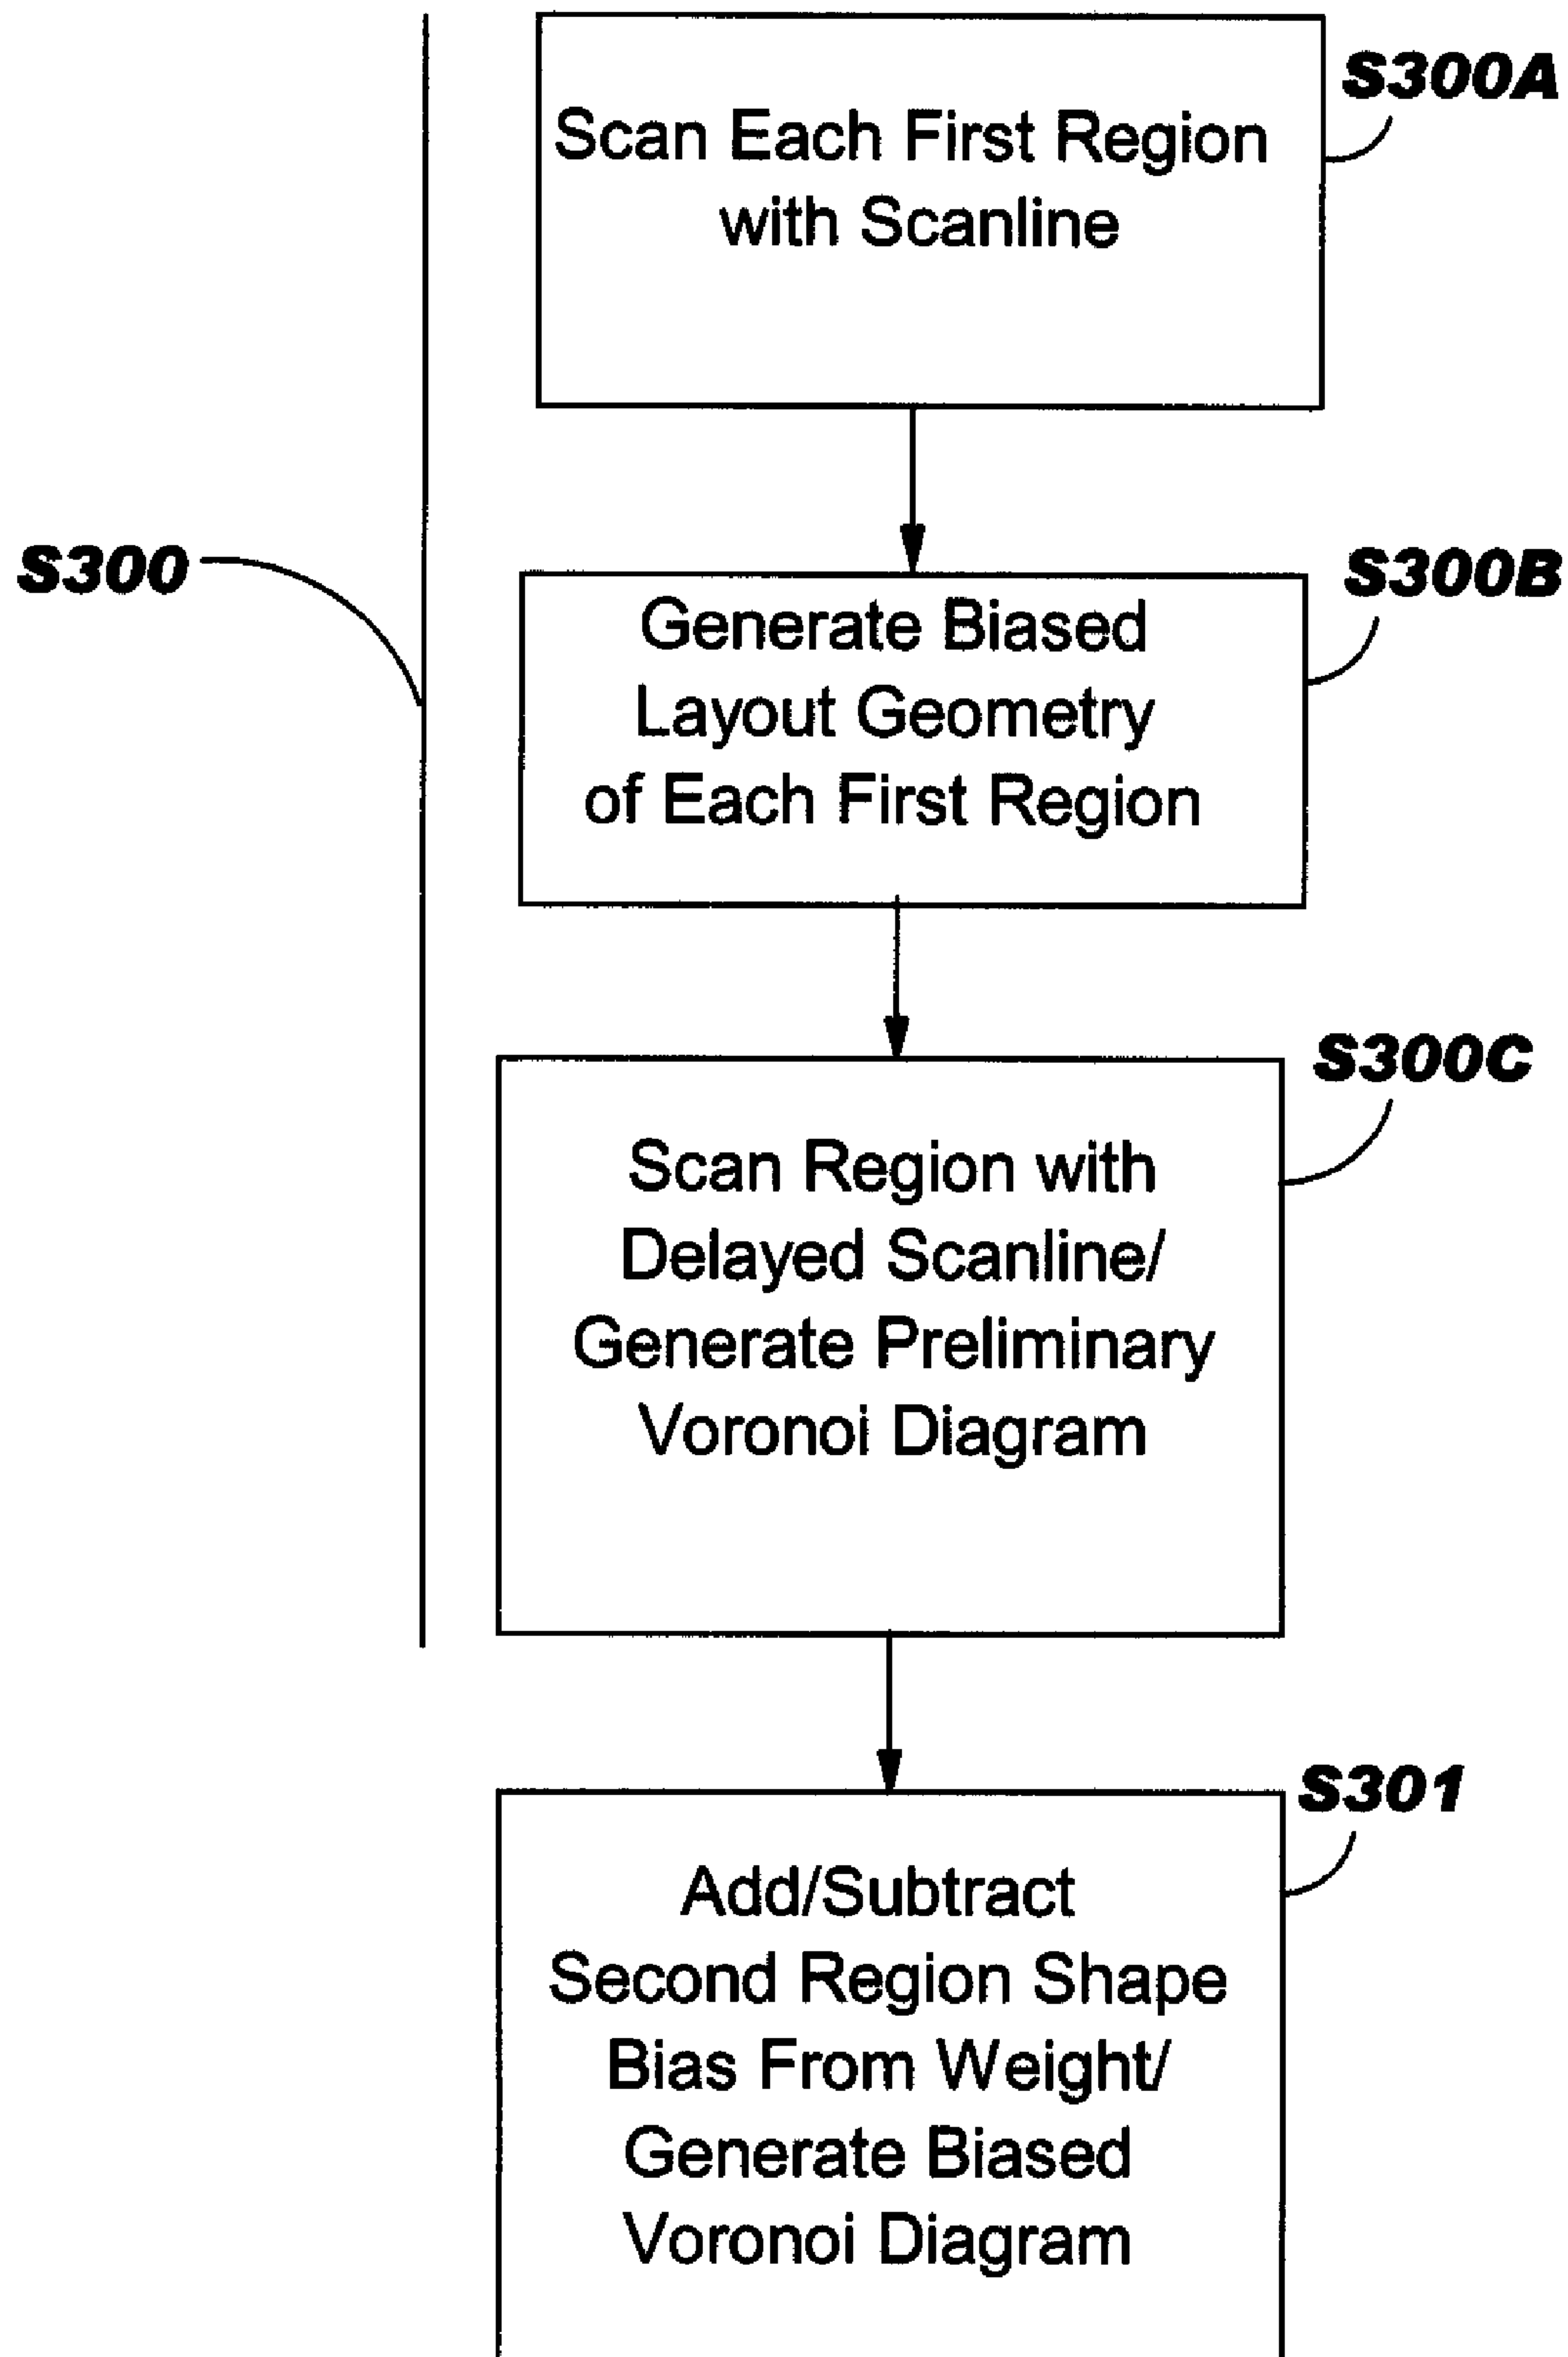 S300A
Scan Each First Region
with Scanline
S300
S300B
Generate Biased
Layout Geometry
of Each First Region
S300C
Scan Region with
Delayed Scanline/
Generate Preliminary
Voronoi Diagram
S301
Add/Subtract
Second Region Shape
Bias From Weight/
Generate Biased
Voronoi Diagram